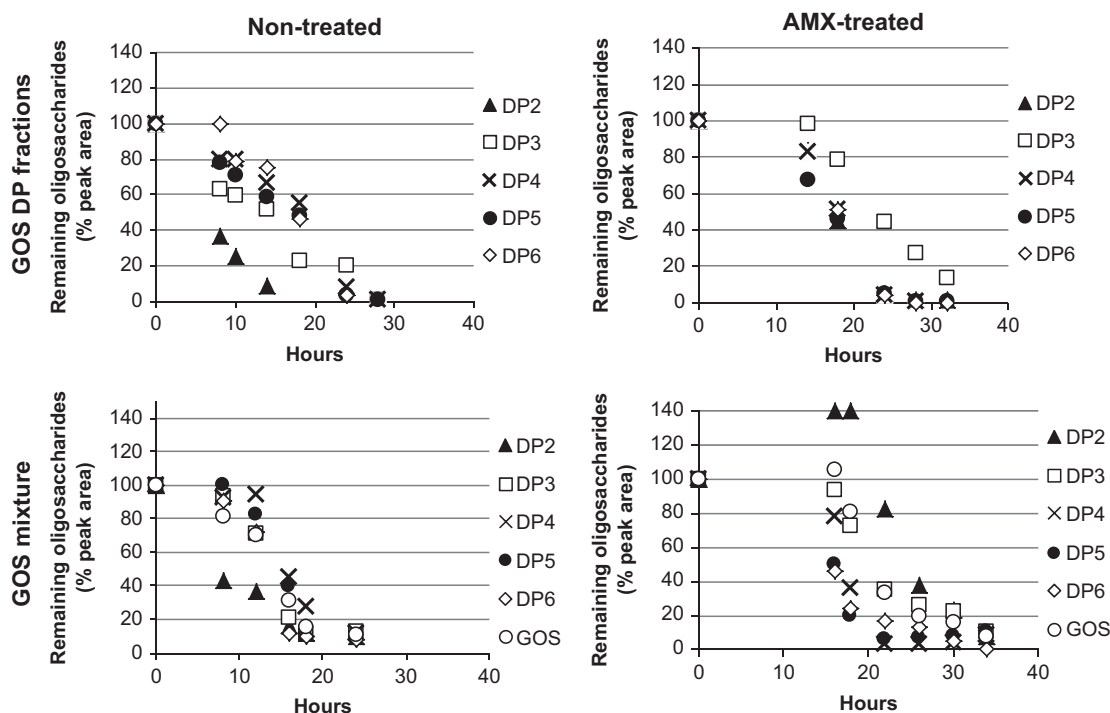 Non-treated
AMX-treated
GOS DP fractions
Remaining oligosaccharides
(% peak area)
140
120
100
80
60
40
20
0
0 10 20 30 40
Hours
DP2
DP3
DP4
DP5
DP6
Remaining oligosaccharides
(% peak area)
140
120
100
80
60
40
20
0
0 10 20 30 40
Hours
DP2
DP3
DP4
DP5
DP6
GOS mixture
Remaining oligosaccharides
(% peak area)
140
120
100
80
60
40
20
0
0 10 20 30 40
Hours
DP2
DP3
DP4
DP5
DP6
GOS
Remaining oligosaccharides
(% peak area)
140
120
100
80
60
40
20
0
0 10 20 30 40
Hours
DP2
DP3
DP4
DP5
DP6
GOS